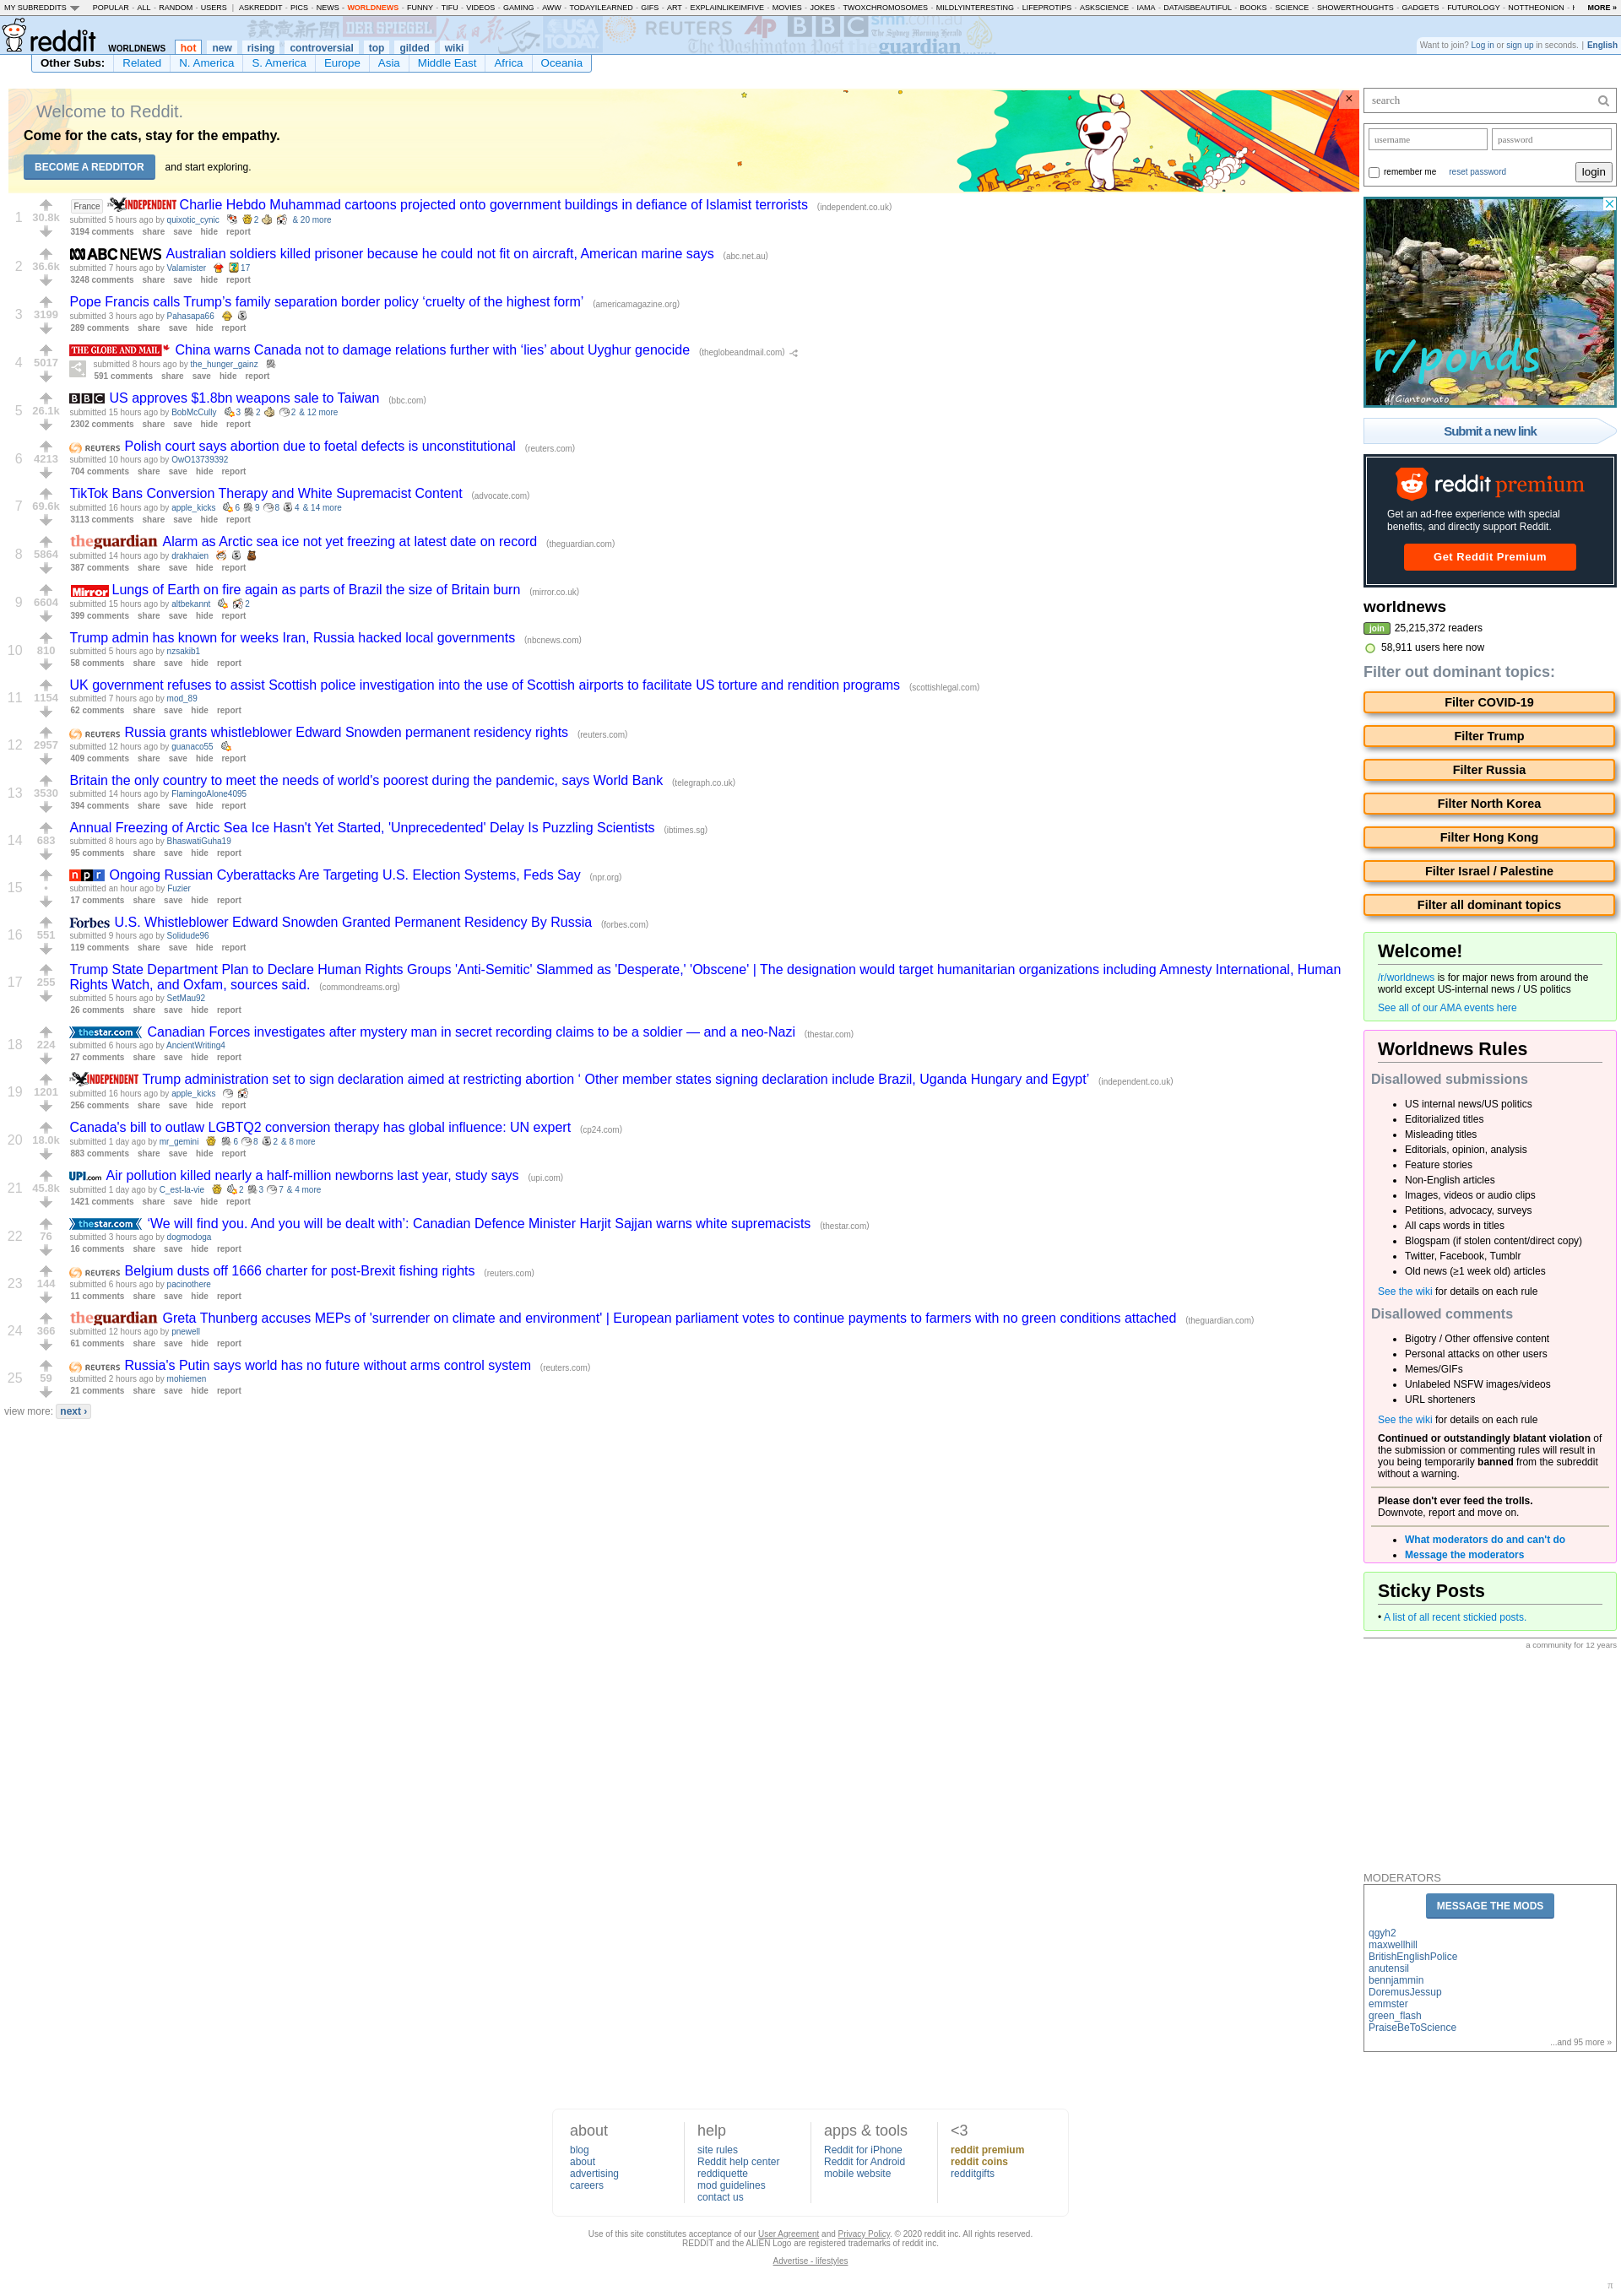 MY SUBREDDITS POPULAR - ALL - RANDOM - USERS | ASKREDDIT - PICS - NEWS - WORLDNEWS - FUNNY - TIFU - VIDEOS - GAMING - AWW - TODAYILEARNED - GIFS - ART - EXPLAINLIKEIMFIVE - MOVIES - JOKES - TWOXCHROMOSOMES - MILDLYINTERESTING - LIFEPROTIPS - ASKSCIENCE - IAMA - DATAISBEAUTIFUL - BOOKS - SCIENCE - SHOWERTHOUGHTS - GADGETS - FUTUROLOGY - NOTTHEONION - MORE »
讀賣新聞 DER SPIEGEL 人民日报 USA TODAY REUTERS AP BBC smh.com.au
The Sydney Morning Herald
The Washington Post the guardian
reddit WORLDNEWS hot new rising controversial top gilded wiki
Want to join? Log in or sign up in seconds. | English
Other Subs: Related N. America S. America Europe Asia Middle East Africa Oceania
Welcome to Reddit.
Come for the cats, stay for the empathy.
BECOME A REDDITOR and start exploring.
×
1 30.8k France INDEPENDENT Charlie Hebdo Muhammad cartoons projected onto government buildings in defiance of Islamist terrorists (independent.co.uk)
submitted 5 hours ago by quixotic_cynic 2 & 20 more
3194 comments share save hide report
2 36.6k ABC NEWS Australian soldiers killed prisoner because he could not fit on aircraft, American marine says (abc.net.au)
submitted 7 hours ago by Valamister 17
3248 comments share save hide report
3 3199 Pope Francis calls Trump's family separation border policy ‘cruelty of the highest form’ (americamagazine.org)
submitted 3 hours ago by Pahasapa66
289 comments share save hide report
4 5017 THE GLOBE AND MAIL China warns Canada not to damage relations further with ‘lies’ about Uyghur genocide (theglobeandmail.com)
submitted 8 hours ago by the_hunger_gainz
591 comments share save hide report
5 26.1k BBC US approves $1.8bn weapons sale to Taiwan (bbc.com)
submitted 15 hours ago by BobMcCully 3 2 2 & 12 more
2302 comments share save hide report
6 4213 REUTERS Polish court says abortion due to foetal defects is unconstitutional (reuters.com)
submitted 10 hours ago by OwO13739392
704 comments share save hide report
7 69.6k TikTok Bans Conversion Therapy and White Supremacist Content (advocate.com)
submitted 16 hours ago by apple_kicks 6 9 8 4 & 14 more
3113 comments share save hide report
8 5864 theguardian Alarm as Arctic sea ice not yet freezing at latest date on record (theguardian.com)
submitted 14 hours ago by drakhaien
387 comments share save hide report
9 6604 Mirror Lungs of Earth on fire again as parts of Brazil the size of Britain burn (mirror.co.uk)
submitted 15 hours ago by altbekannt 2
399 comments share save hide report
10 810 Trump admin has known for weeks Iran, Russia hacked local governments (nbcnews.com)
submitted 5 hours ago by nzsakib1
58 comments share save hide report
11 1154 UK government refuses to assist Scottish police investigation into the use of Scottish airports to facilitate US torture and rendition programs (scottishlegal.com)
submitted 7 hours ago by mod_89
62 comments share save hide report
12 2957 REUTERS Russia grants whistleblower Edward Snowden permanent residency rights (reuters.com)
submitted 12 hours ago by guanaco55
409 comments share save hide report
13 3530 Britain the only country to meet the needs of world's poorest during the pandemic, says World Bank (telegraph.co.uk)
submitted 14 hours ago by FlamingoAlone4095
394 comments share save hide report
14 683 Annual Freezing of Arctic Sea Ice Hasn't Yet Started, 'Unprecedented' Delay Is Puzzling Scientists (ibtimes.sg)
submitted 8 hours ago by BhaswatiGuha19
95 comments share save hide report
15 • npr Ongoing Russian Cyberattacks Are Targeting U.S. Election Systems, Feds Say (npr.org)
submitted an hour ago by Fuzier
17 comments share save hide report
16 551 Forbes U.S. Whistleblower Edward Snowden Granted Permanent Residency By Russia (forbes.com)
submitted 9 hours ago by Solidude96
119 comments share save hide report
17 255 Trump State Department Plan to Declare Human Rights Groups 'Anti-Semitic' Slammed as 'Desperate,' 'Obscene' | The designation would target humanitarian organizations including Amnesty International, Human
Rights Watch, and Oxfam, sources said. (commondreams.org)
submitted 5 hours ago by SetMau92
26 comments share save hide report
18 224 thestar.com Canadian Forces investigates after mystery man in secret recording claims to be a soldier — and a neo-Nazi (thestar.com)
submitted 6 hours ago by AncientWriting4
27 comments share save hide report
19 1201 INDEPENDENT Trump administration set to sign declaration aimed at restricting abortion ‘ Other member states signing declaration include Brazil, Uganda Hungary and Egypt’ (independent.co.uk)
submitted 16 hours ago by apple_kicks
256 comments share save hide report
20 18.0k Canada's bill to outlaw LGBTQ2 conversion therapy has global influence: UN expert (cp24.com)
submitted 1 day ago by mr_gemini 6 8 2 & 8 more
883 comments share save hide report
21 45.8k UPI.com Air pollution killed nearly a half-million newborns last year, study says (upi.com)
submitted 1 day ago by C_est-la-vie 2 3 7 & 4 more
1421 comments share save hide report
22 76 thestar.com ‘We will find you. And you will be dealt with’: Canadian Defence Minister Harjit Sajjan warns white supremacists (thestar.com)
submitted 3 hours ago by dogmodoga
16 comments share save hide report
23 144 REUTERS Belgium dusts off 1666 charter for post-Brexit fishing rights (reuters.com)
submitted 6 hours ago by pacinothere
11 comments share save hide report
24 366 theguardian Greta Thunberg accuses MEPs of 'surrender on climate and environment' | European parliament votes to continue payments to farmers with no green conditions attached (theguardian.com)
submitted 12 hours ago by pnewell
61 comments share save hide report
25 59 REUTERS Russia's Putin says world has no future without arms control system (reuters.com)
submitted 2 hours ago by mohiemen
21 comments share save hide report
view more: next ›
search
username password
remember me reset password login
r/ponds
u/Giantomato
Submit a new link
reddit premium
Get an ad-free experience with special
benefits, and directly support Reddit.
Get Reddit Premium
worldnews
join 25,215,372 readers
58,911 users here now
Filter out dominant topics:
Filter COVID-19
Filter Trump
Filter Russia
Filter North Korea
Filter Hong Kong
Filter Israel / Palestine
Filter all dominant topics
Welcome!
/r/worldnews is for major news from around the
world except US-internal news / US politics
See all of our AMA events here
Worldnews Rules
Disallowed submissions
• US internal news/US politics
• Editorialized titles
• Misleading titles
• Editorials, opinion, analysis
• Feature stories
• Non-English articles
• Images, videos or audio clips
• Petitions, advocacy, surveys
• All caps words in titles
• Blogspam (if stolen content/direct copy)
• Twitter, Facebook, Tumblr
• Old news (≥1 week old) articles
See the wiki for details on each rule
Disallowed comments
• Bigotry / Other offensive content
• Personal attacks on other users
• Memes/GIFs
• Unlabeled NSFW images/videos
• URL shorteners
See the wiki for details on each rule
Continued or outstandingly blatant violation of
the submission or commenting rules will result in
you being temporarily banned from the subreddit
without a warning.
Please don't ever feed the trolls.
Downvote, report and move on.
• What moderators do and can't do
• Message the moderators
Sticky Posts
• A list of all recent stickied posts.
a community for 12 years
MODERATORS
MESSAGE THE MODS
qgyh2
maxwellhill
BritishEnglishPolice
anutensil
bennjammin
DoremusJessup
emmster
green_flash
PraiseBeToScience
...and 95 more »
about
blog
about
advertising
careers
help
site rules
Reddit help center
reddiquette
mod guidelines
contact us
apps & tools
Reddit for iPhone
Reddit for Android
mobile website
<3
reddit premium
reddit coins
redditgifts
Use of this site constitutes acceptance of our User Agreement and Privacy Policy. © 2020 reddit inc. All rights reserved.
REDDIT and the ALIEN Logo are registered trademarks of reddit inc.
Advertise - lifestyles
π